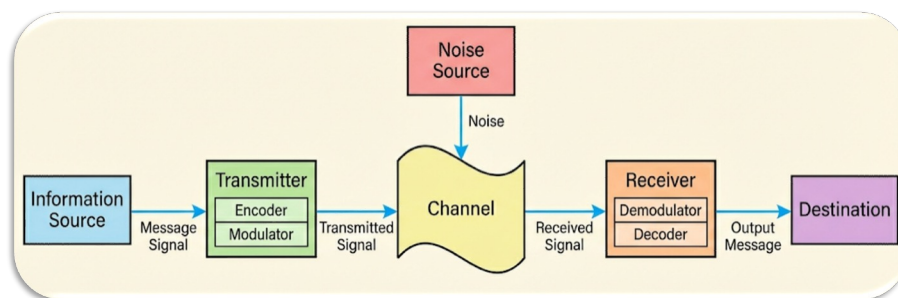 Noise
Source
Noise
Information
Source
Message
Signal
Transmitter
Encoder
Modulator
Transmitted
Signal
Channel
Received
Signal
Receiver
Demodulator
Decoder
Output
Message
Destination